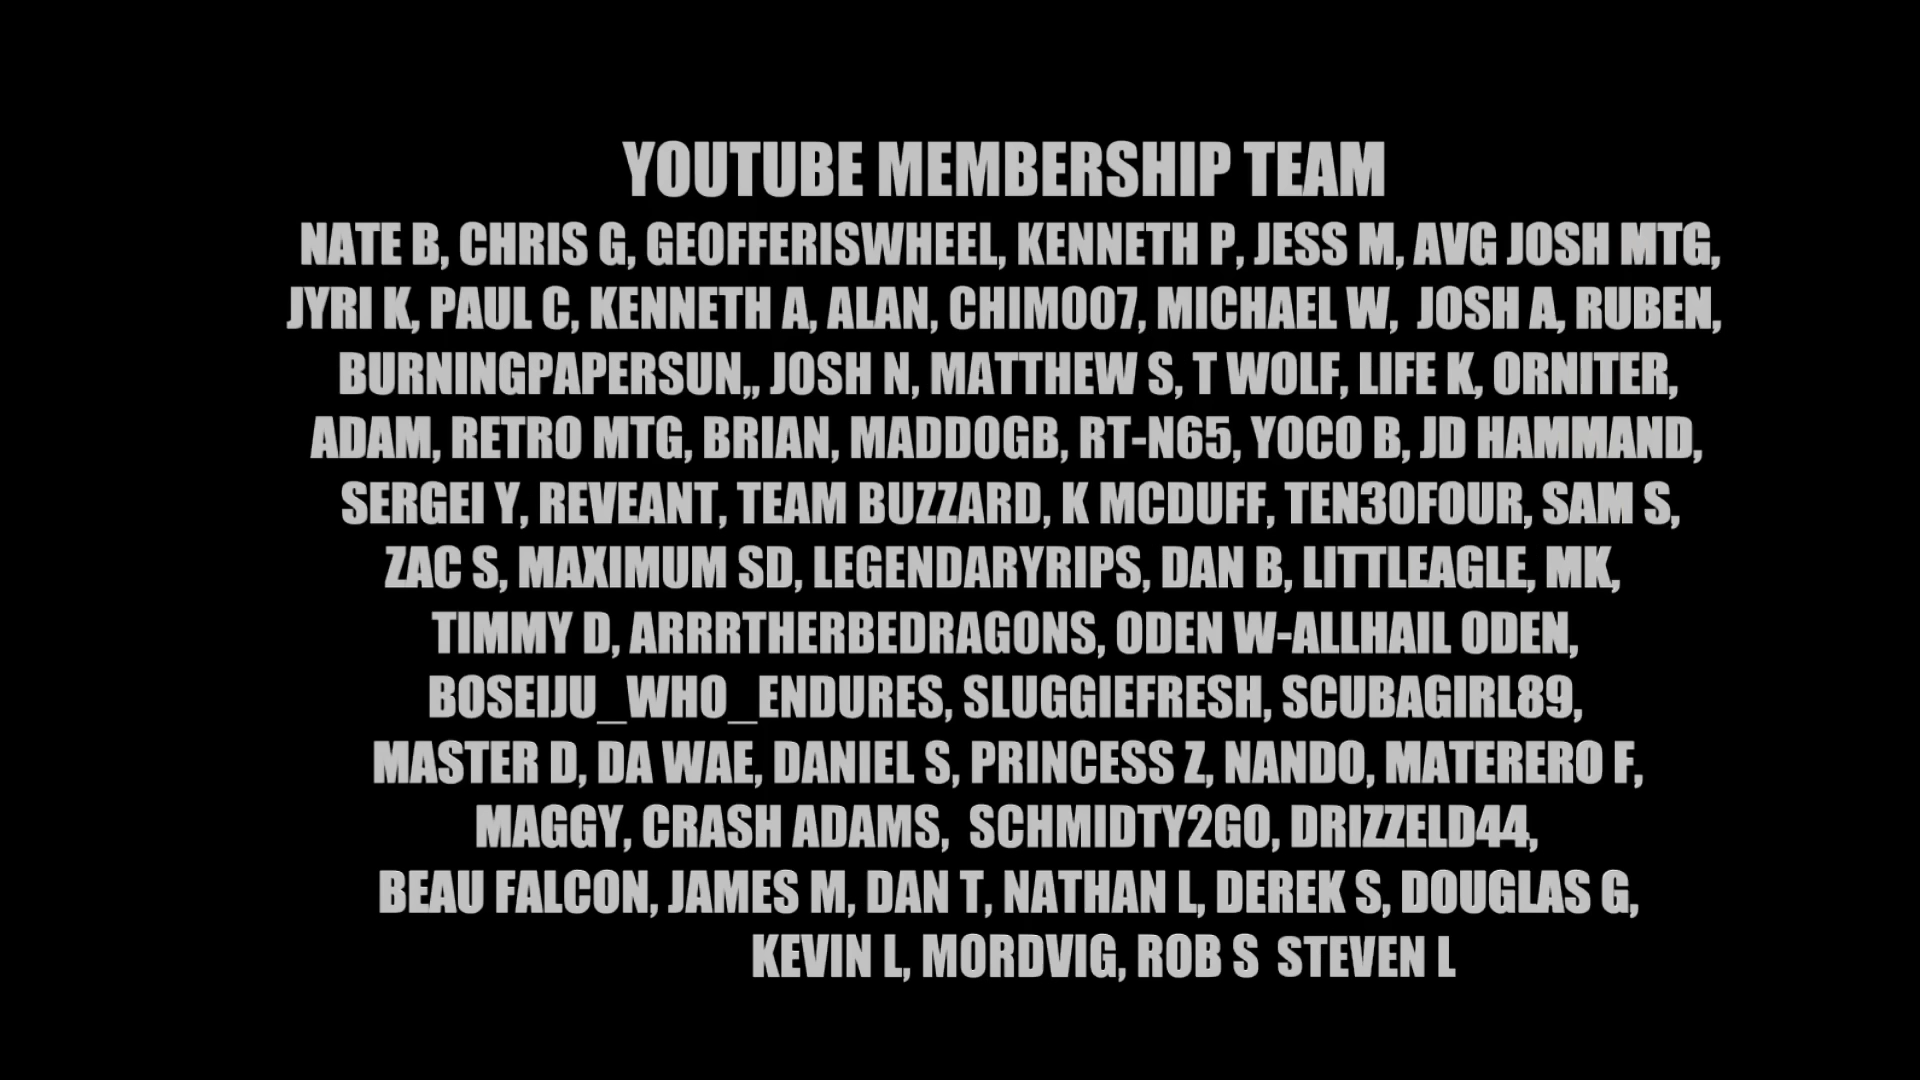 YOUTUBE MEMBERSHIP TEAM
NATE B, CHRIS G, GEOFFERISWHEEL, KENNETH P, JESS M, AVG JOSH MTG,
JYRI K, PAUL C, KENNETH A, ALAN, CHIMO07, MICHAEL W,  JOSH A, RUBEN,
BURNINGPAPERSUN,, JOSH N, MATTHEW S, T WOLF, LIFE K, ORNITER,
ADAM, RETRO MTG, BRIAN, MADDOGB, RT-N65, YOCO B, JD HAMMAND,
SERGEI Y, REVEANT, TEAM BUZZARD, K MCDUFF, TEN30FOUR, SAM S,
ZAC S, MAXIMUM SD, LEGENDARYRIPS, DAN B, LITTLEAGLE, MK,
TIMMY D, ARRRTHERBEDRAGONS, ODEN W-ALLHAIL ODEN,
BOSEIJU_WHO_ENDURES, SLUGGIEFRESH, SCUBAGIRL89,
MASTER D, DA WAE, DANIEL S, PRINCESS Z, NANDO, MATERERO F,
MAGGY, CRASH ADAMS,  SCHMIDTY2GO, DRIZZELD44,
BEAU FALCON, JAMES M, DAN T, NATHAN L, DEREK S, DOUGLAS G,
KEVIN L, MORDVIG, ROB S  STEVEN L